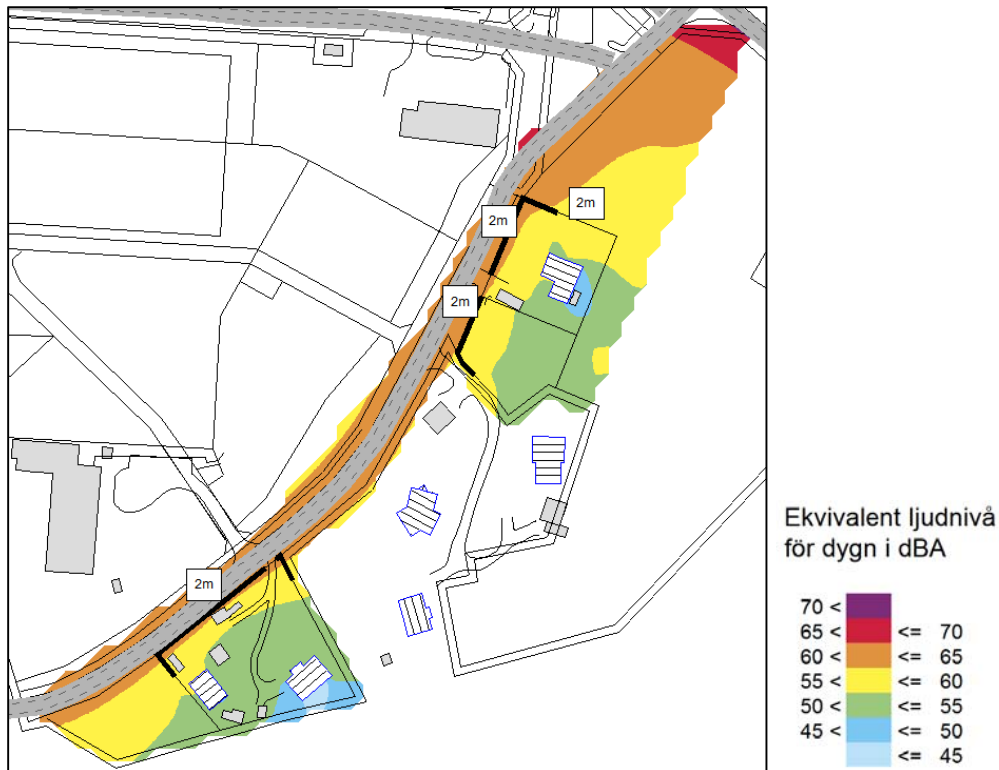 2m
2m
2m
2m
Ekvivalent ljudnivå
för dygn i dBA
70 <
65 < <= 70
60 < <= 65
55 < <= 60
50 < <= 55
45 < <= 50
<= 45